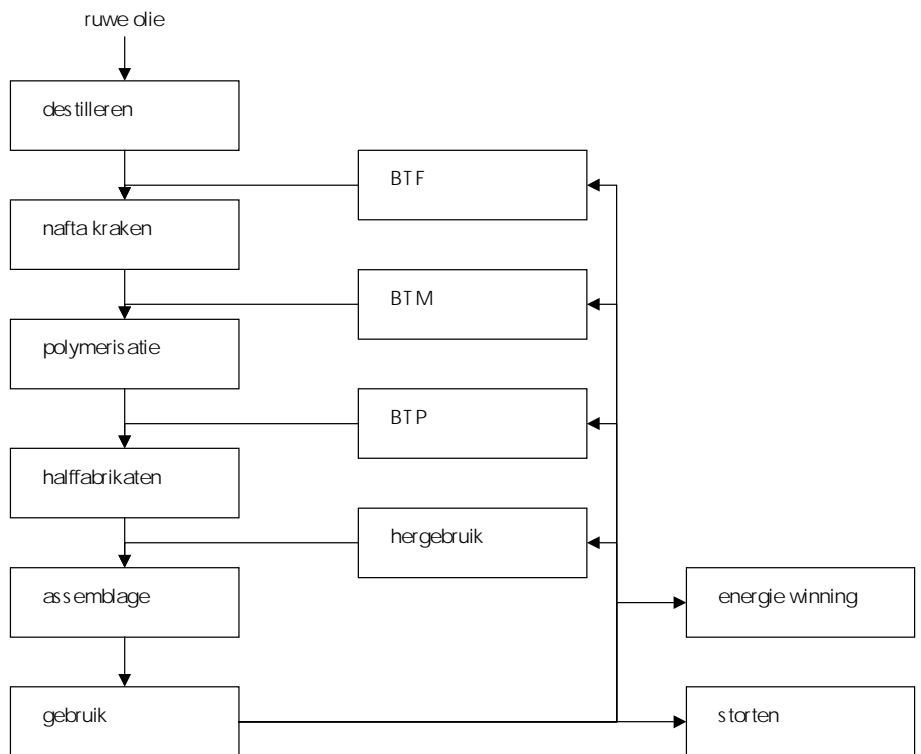 ruwe olie
destilleren
BTF
nafta kraken
BTM
polymerisatie
BTP
halffabrikaten
hergebruik
assemblage
energie winning
gebruik
storten